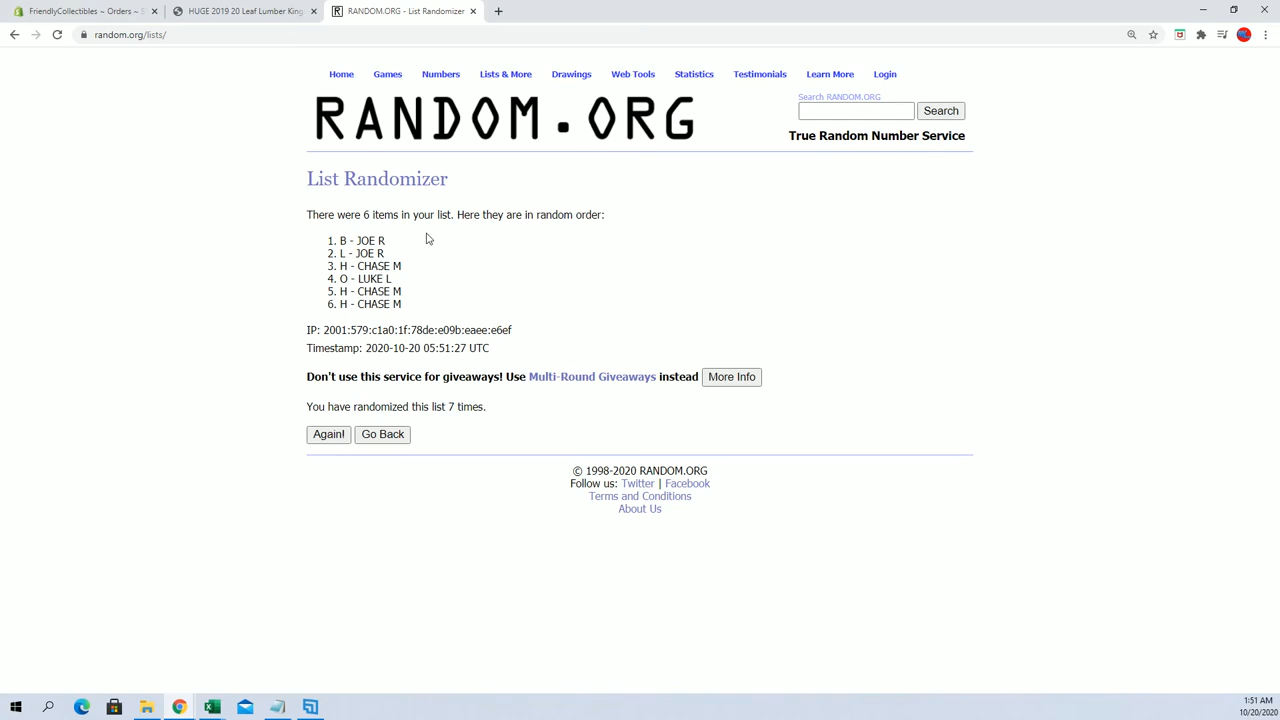 FriendlyCollectibles ~ Orders ~ S
HUGE 2019 20 Leaf Lumber King
RANDOM.ORG - List Randomizer
random.org/lists/
Home Games Numbers Lists & More Drawings Web Tools Statistics Testimonials Learn More Login
RANDOM.ORG
Search RANDOM.ORG
Search
True Random Number Service
List Randomizer
There were 6 items in your list. Here they are in random order:
1. B - JOE R
2. L - JOE R
3. H - CHASE M
4. O - LUKE L
5. H - CHASE M
6. H - CHASE M
IP: 2001:579:c1a0:1f:78de:e09b:eaee:e6ef
Timestamp: 2020-10-20 05:51:27 UTC
Don't use this service for giveaways! Use Multi-Round Giveaways instead More Info
You have randomized this list 7 times.
Again! Go Back
© 1998-2020 RANDOM.ORG
Follow us: Twitter | Facebook
Terms and Conditions
About Us
1:51 AM
10/20/2020